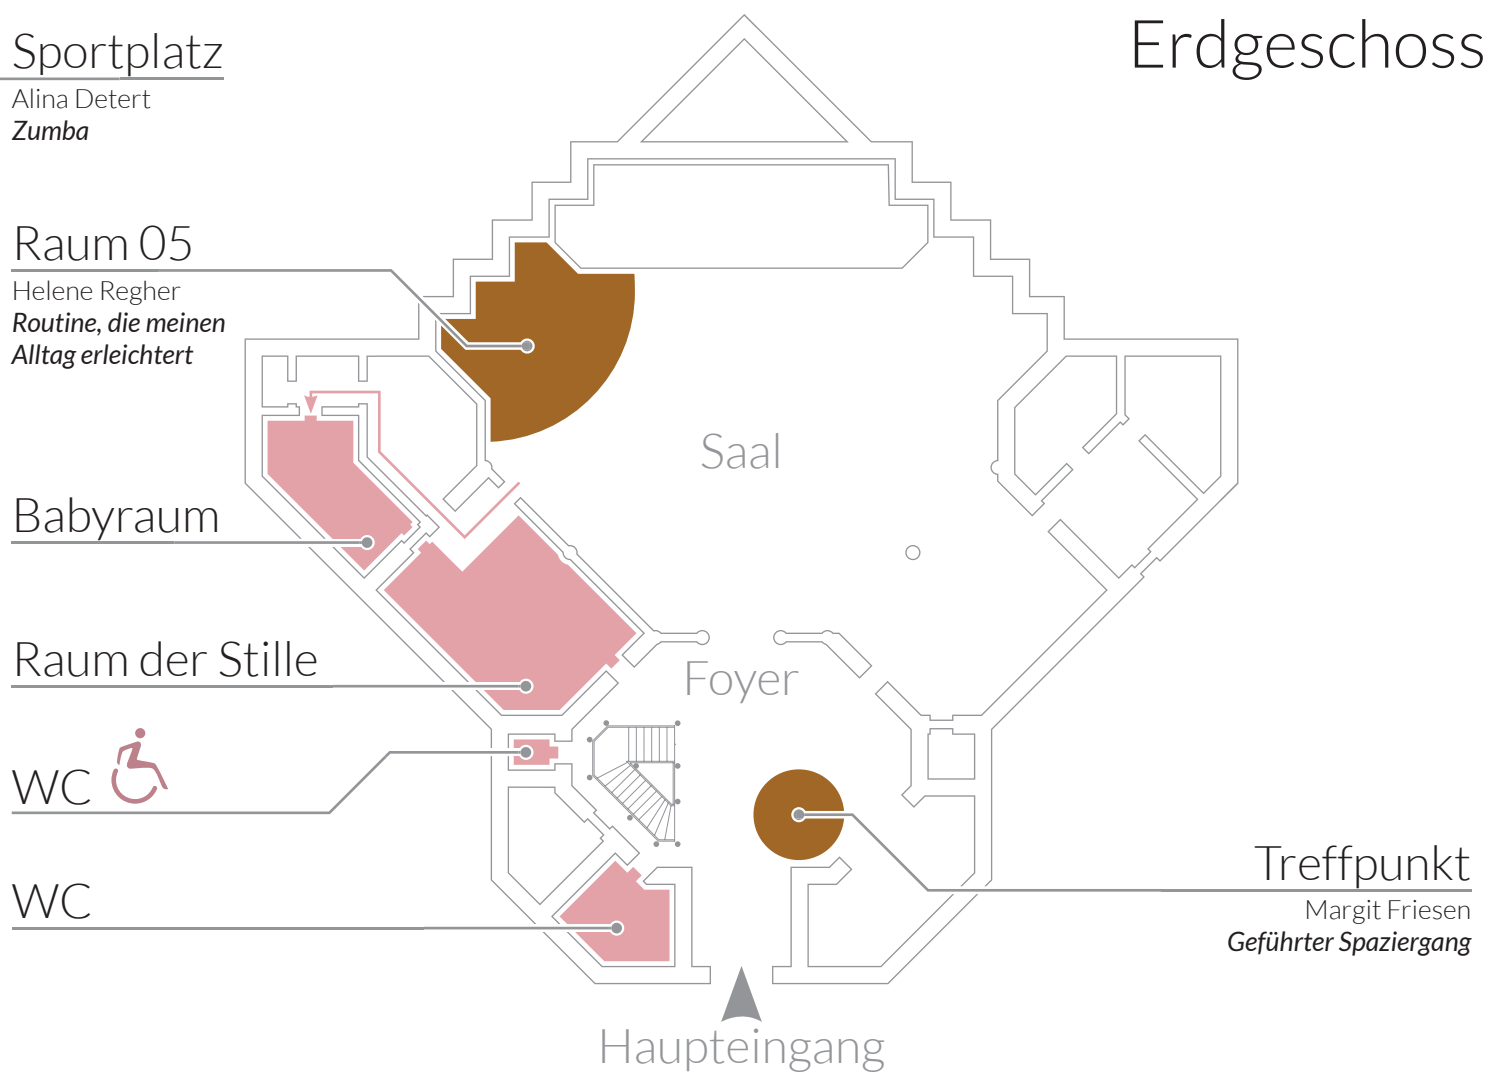 Erdgeschoss
Sportplatz
Alina Detert
Zumba
Raum 05
Helene Regher
Routine, die meinen
Alltag erleichtert
Saal
Babyraum
Raum der Stille
Foyer
WC
WC
Treffpunkt
Margit Friesen
Geführter Spaziergang
Haupteingang